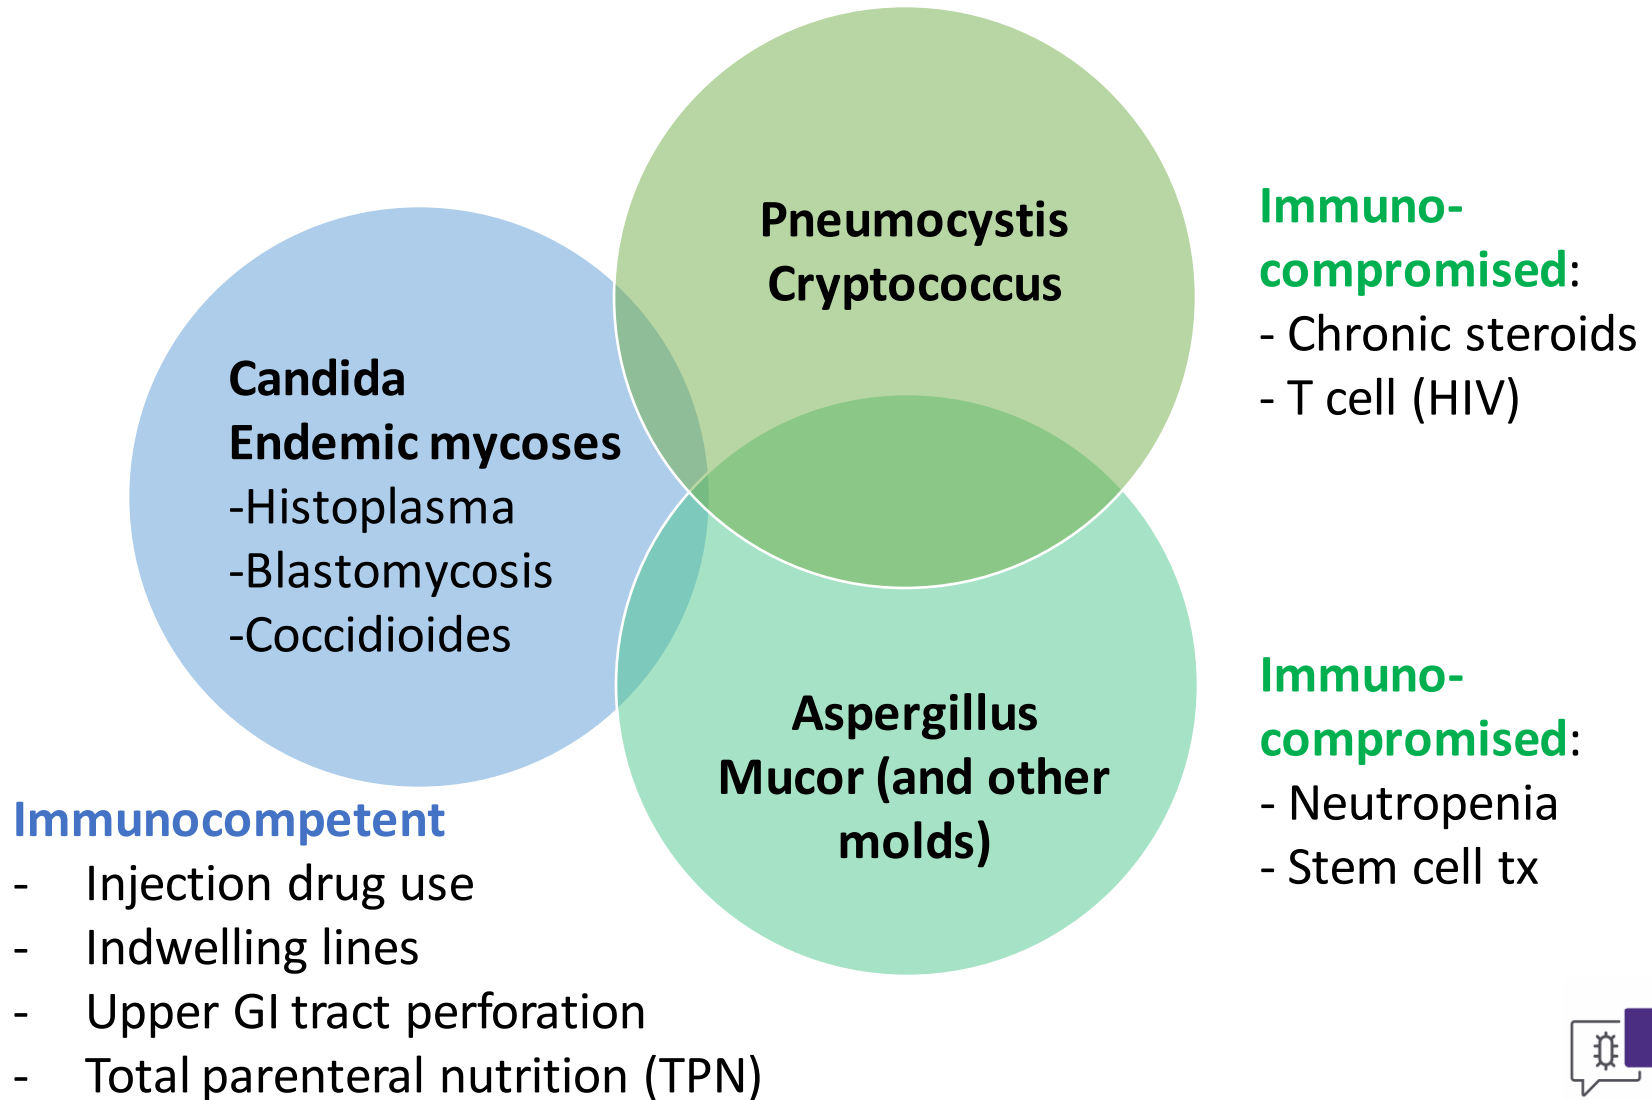 Pneumocystis
Cryptococcus
Immuno-
compromised:
- Chronic steroids
- T cell (HIV)
Candida
Endemic mycoses
-Histoplasma
-Blastomycosis
-Coccidioides
Aspergillus
Mucor (and other
molds)
Immuno-
compromised:
- Neutropenia
- Stem cell tx
Immunocompetent
- Injection drug use
- Indwelling lines
- Upper GI tract perforation
- Total parenteral nutrition (TPN)